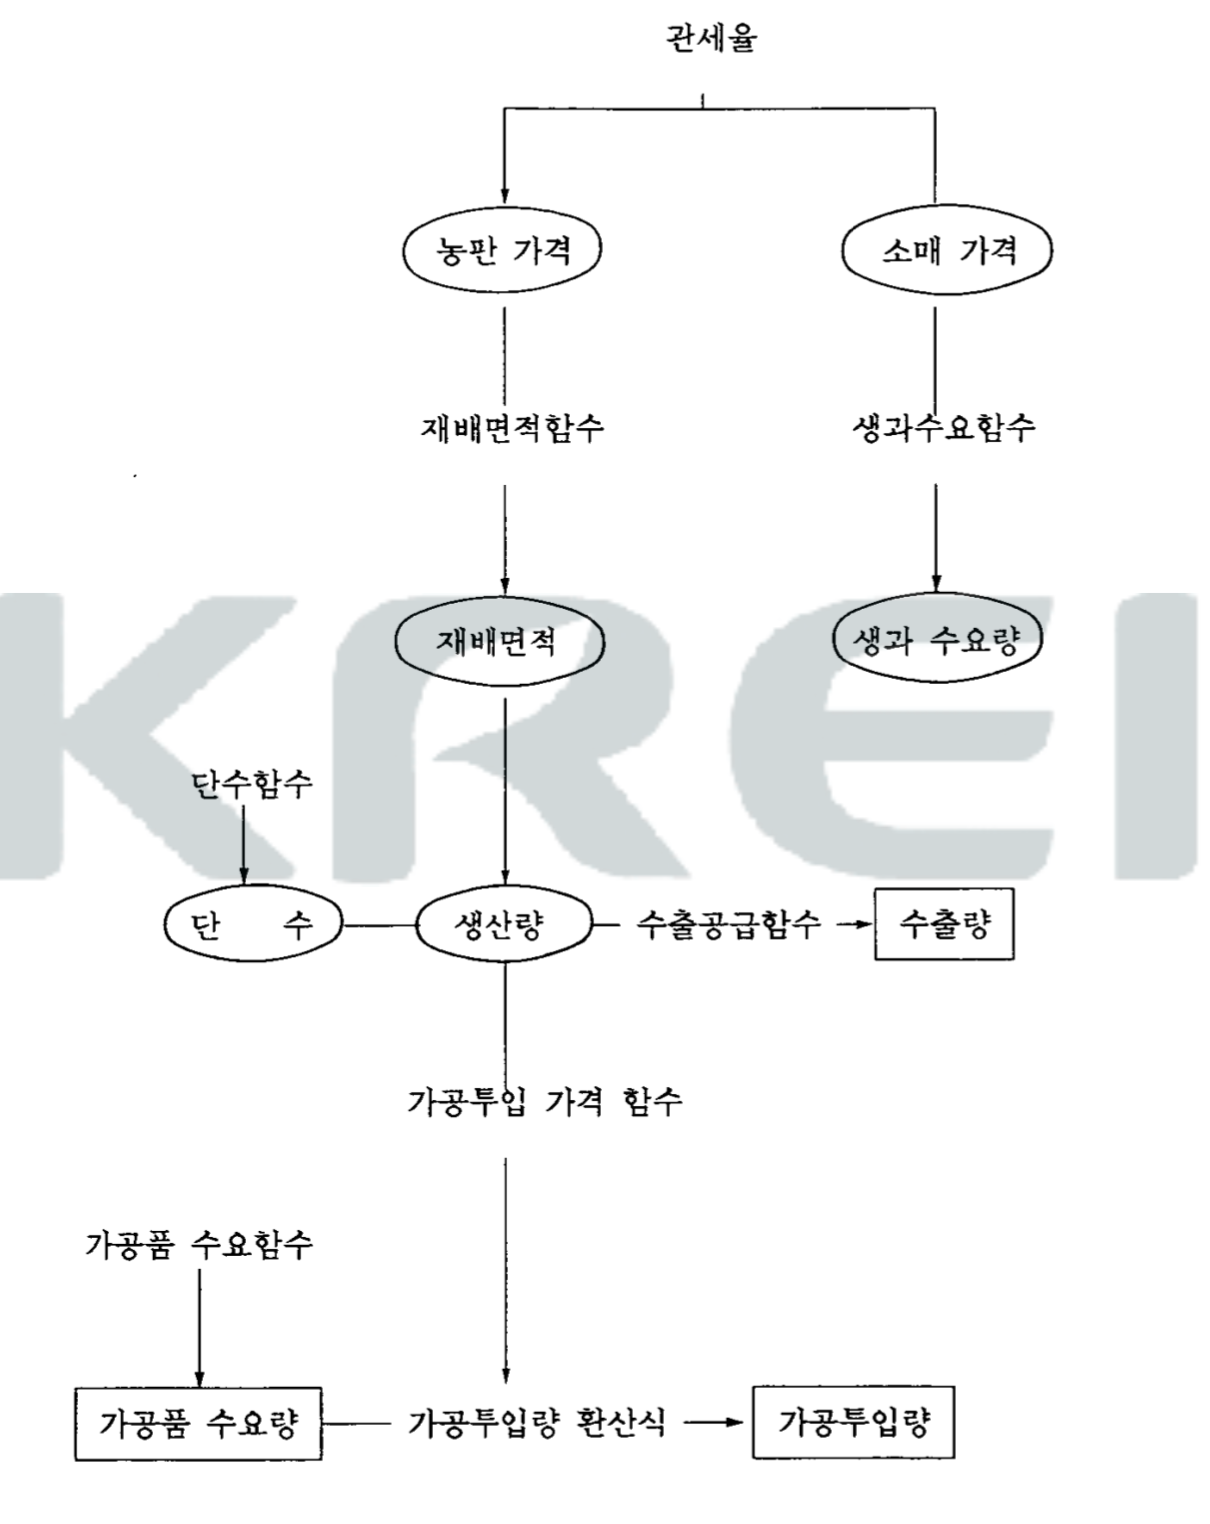 관세율
농판 가격
소매 가격
재배면적함수
생과수요함수
재배면적
생과 수요량
KREI
단수함수
단 수
생산량
수출공급함수
수출량
가공투입 가격 함수
가공품 수요함수
가공품 수요량
가공투입량 환산식
가공투입량